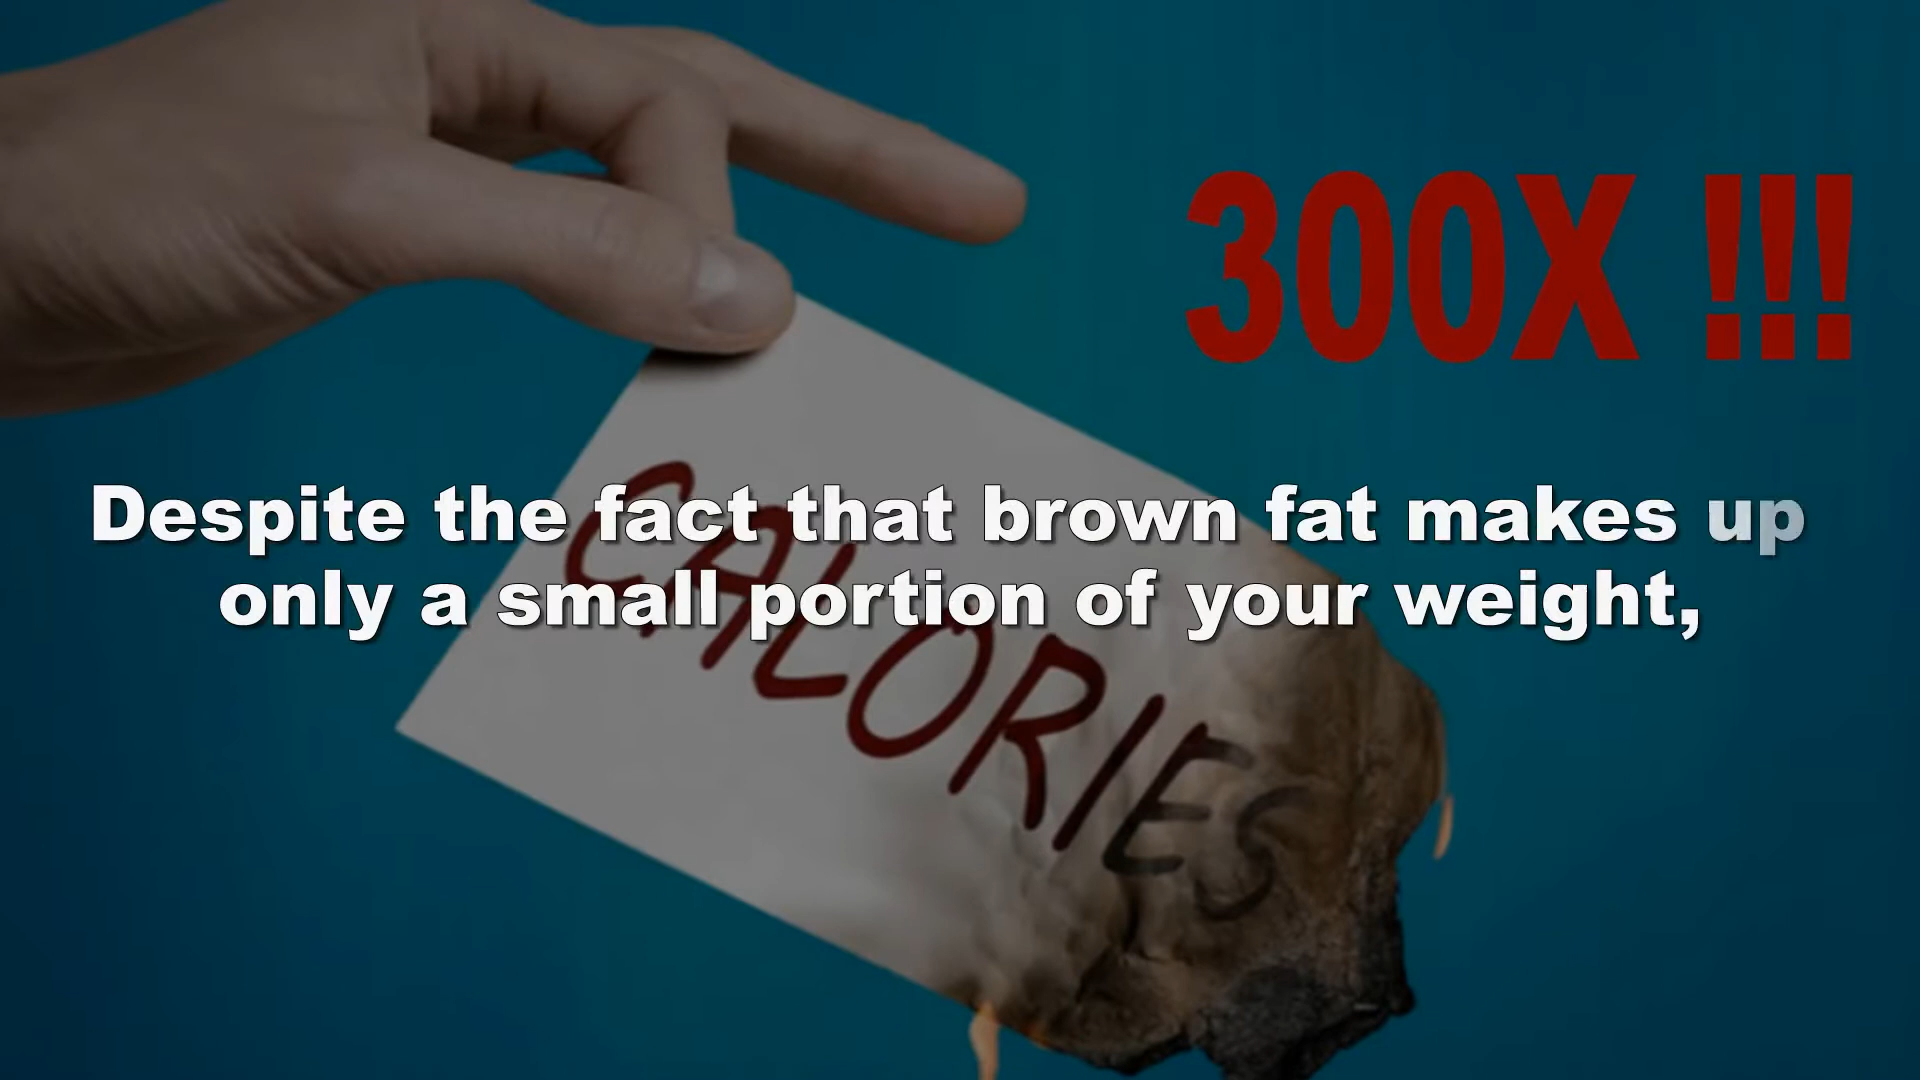 300X !!!
Despite the fact that brown fat makes up
only a small portion of your weight,
CALORIES